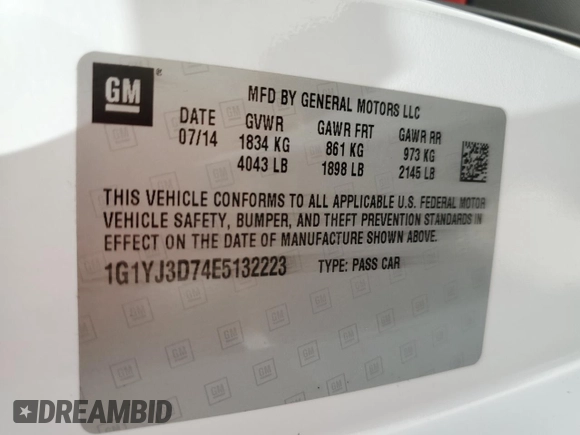 GM
MFD BY GENERAL MOTORS LLC
DATE GVWR GAWR FRT GAWR RR
07/14 1834 KG 861 KG 973 KG
4043 LB 1898 LB 2145 LB
THIS VEHICLE CONFORMS TO ALL APPLICABLE U.S. FEDERAL MOTOR
VEHICLE SAFETY, BUMPER, AND THEFT PREVENTION STANDARDS IN
EFFECT ON THE DATE OF MANUFACTURE SHOWN ABOVE.
1G1YJ3D74E5132223 TYPE: PASS CAR
DREAMBID